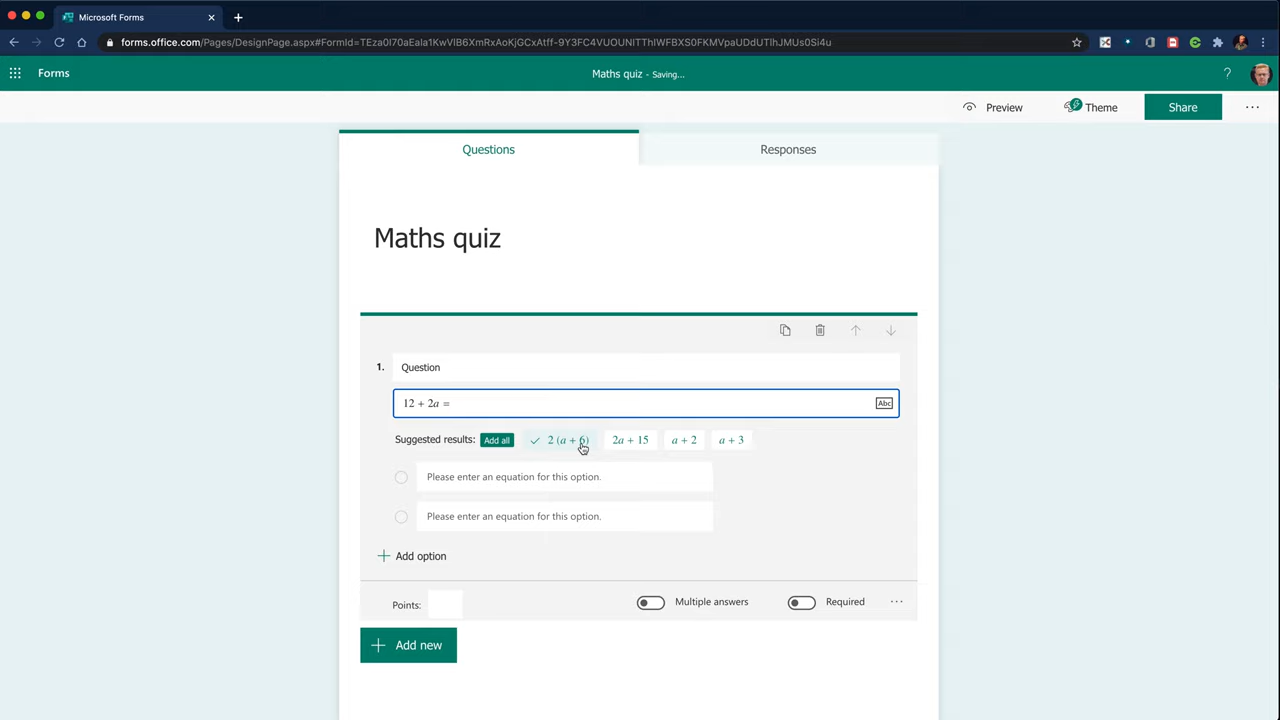 Microsoft Forms
forms.office.com/Pages/DesignPage.aspx#FormId=TEza0I70aEaIa1KwVlB6XmRxAoKjGCxAtff-9Y3FC4VUOUNITThIWFBXS0FKMVpaUDdUTlhJMUs0Si4u
Forms
Maths quiz - Saving...
?
Preview
Theme
Share
Questions
Responses
Maths quiz
1.
Question
12 + 2a =
Abc
Suggested results:
Add all
2 (a + 6)
2a + 15
a + 2
a + 3
Please enter an equation for this option.
Please enter an equation for this option.
Add option
Points:
Multiple answers
Required
Add new